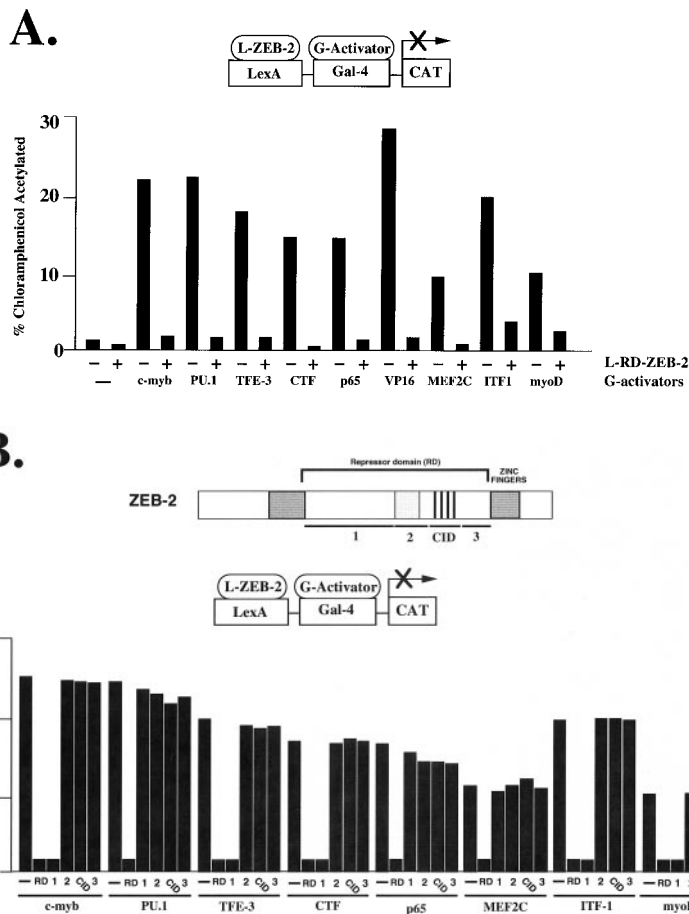 A.
L-ZEB-2 G-Activator
LexA Gal-4 CAT
% Chloramphenicol Acetylated
30
20
10
0
− + − + − + − + − + − + − + − + − + − + L-RD-ZEB-2
— c-myb PU.1 TFE-3 CTF p65 VP16 MEF2C ITF1 myoD G-activators
B.
Repressor domain (RD)
ZINC
FINGERS
ZEB-2
1 2 CID 3
L-ZEB-2 G-Activator
LexA Gal-4 CAT
— RD 1 2 CID 3 — RD 1 2 CID 3 — RD 1 2 CID 3 — RD 1 2 CID 3 — RD 1 2 CID 3 — RD 1 2 CID 3 — RD 1 2 CID 3 — RD 1 2
c-myb PU.1 TFE-3 CTF p65 MEF2C ITF-1 myo